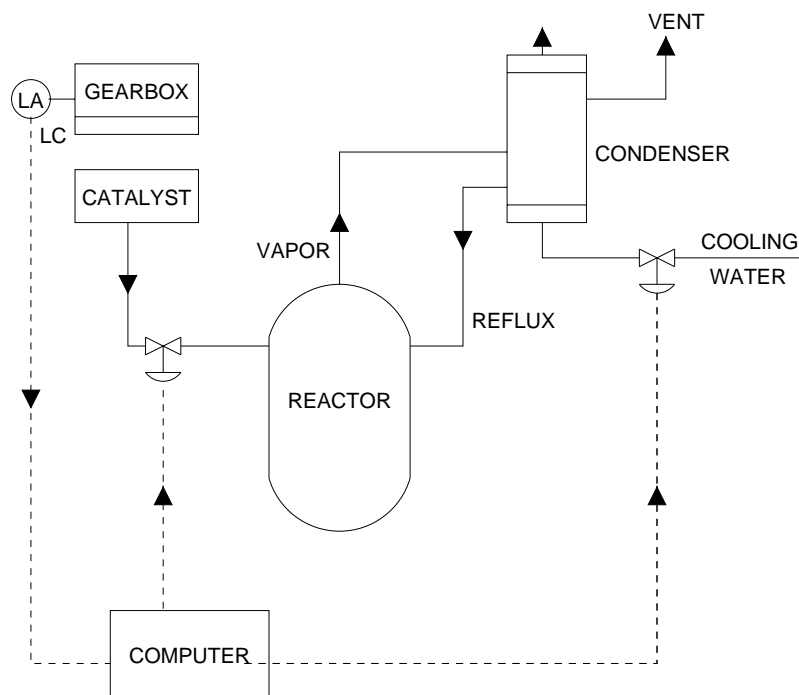 VENT
LA
GEARBOX
LC
CONDENSER
CATALYST
VAPOR
COOLING
WATER
REFLUX
REACTOR
COMPUTER